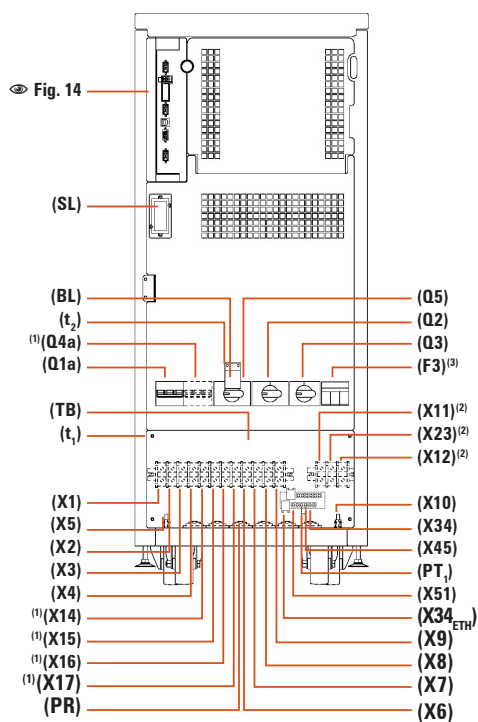 Fig. 14
(SL)
(BL)
(t2)
(1)(Q4a)
(Q1a)
(TB)
(t1)
(X1)
(X5)
(X2)
(X3)
(X4)
(1)(X14)
(1)(X15)
(1)(X16)
(1)(X17)
(PR)
(Q5)
(Q2)
(Q3)
(F3)(3)
(X11)(2)
(X23)(2)
(X12)(2)
(X10)
(X34)
(X45)
(PT1)
(X51)
(X34ETH)
(X9)
(X8)
(X7)
(X6)